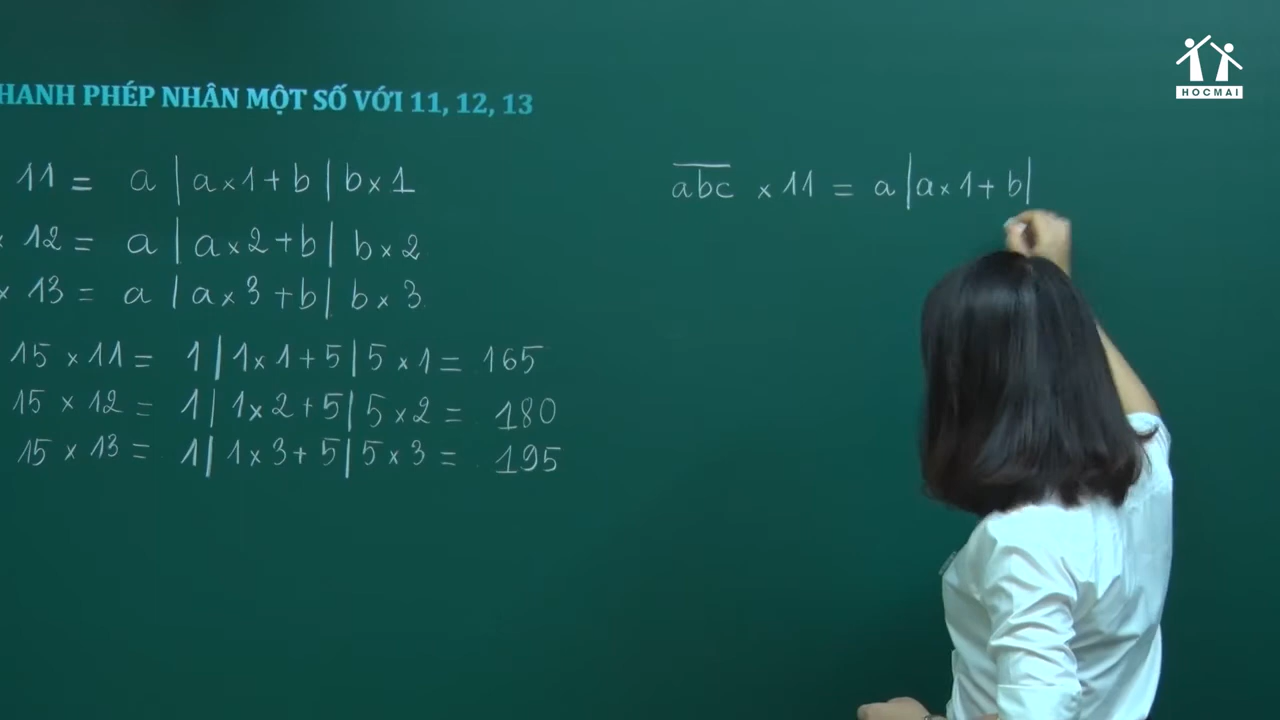 HANH PHÉP NHÂN MỘT SỐ VỚI 11, 12, 13
11 = a | a×1+b | b×1
× 12 = a | a×2+b | b×2
× 13 = a | a×3+b | b×3
15 ×11 = 1 | 1×1+5 | 5×1 = 165
15 × 12 = 1 | 1×2+5 | 5×2 = 180
15 × 13 = 1 | 1×3+5 | 5×3 = 195
abc × 11 = a | a×1+b |
HOCMAI